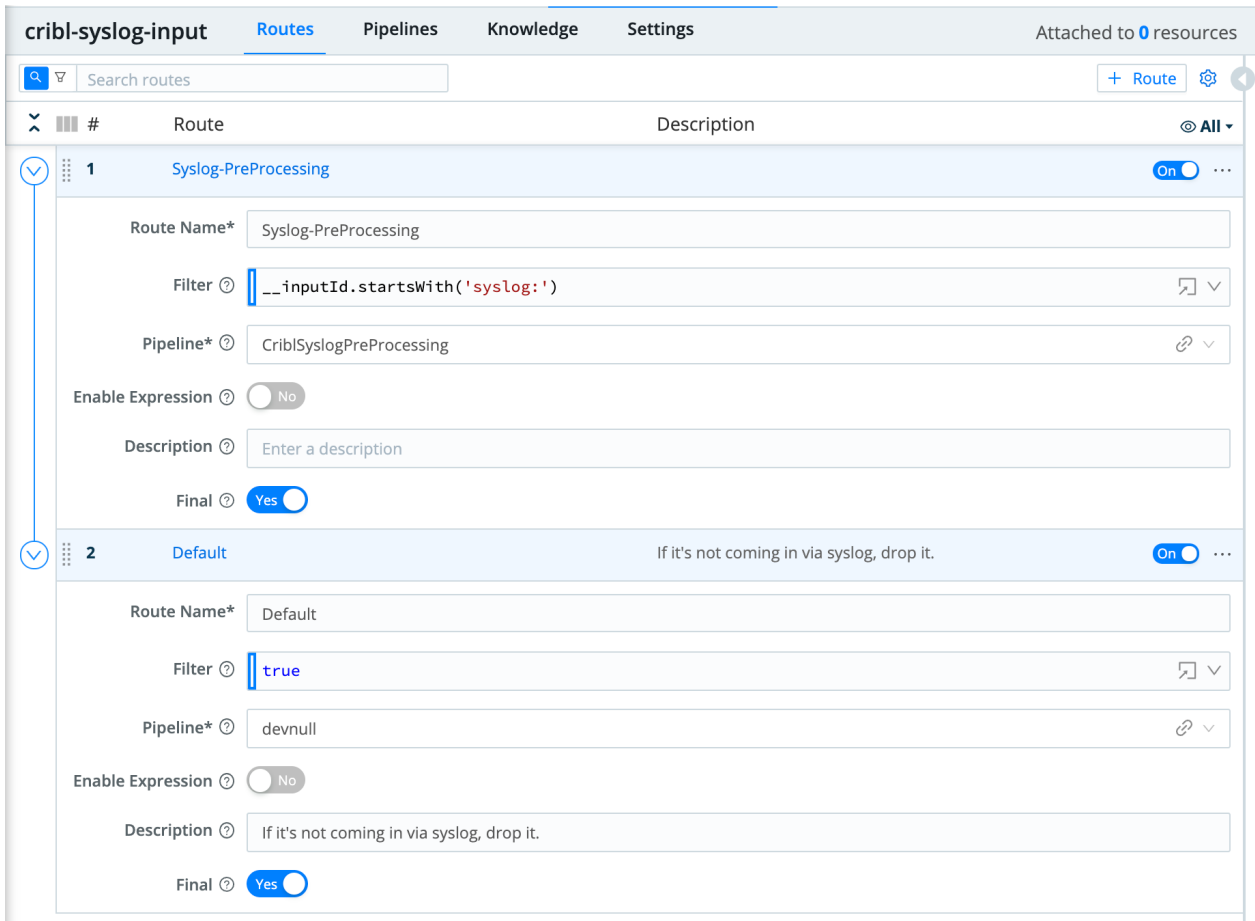 cribl-syslog-input Routes Pipelines Knowledge Settings Attached to 0 resources
Search routes + Route
# Route Description All
1 Syslog-PreProcessing On ...
Route Name* Syslog-PreProcessing
Filter ? __inputId.startsWith('syslog:')
Pipeline* ? CriblSyslogPreProcessing
Enable Expression ? No
Description ? Enter a description
Final ? Yes
2 Default If it's not coming in via syslog, drop it. On ...
Route Name* Default
Filter ? true
Pipeline* ? devnull
Enable Expression ? No
Description ? If it's not coming in via syslog, drop it.
Final ? Yes